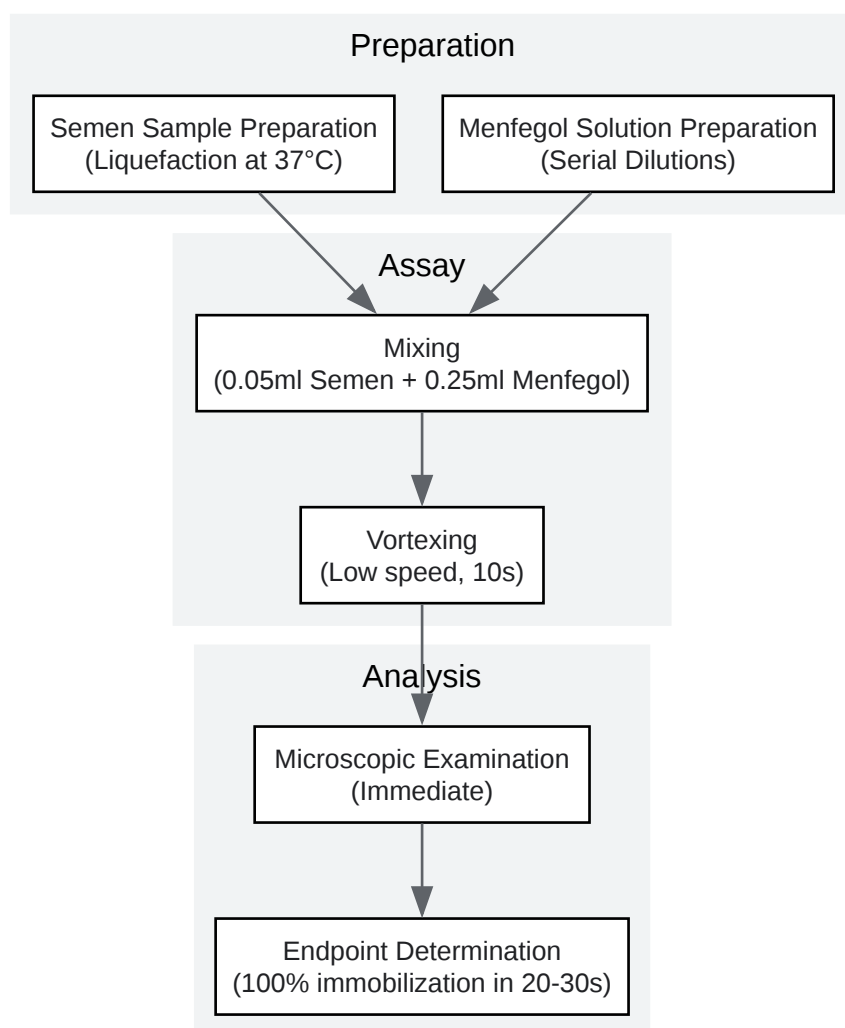 Preparation
Semen Sample Preparation
(Liquefaction at 37°C)
Menfegol Solution Preparation
(Serial Dilutions)
Assay
Mixing
(0.05ml Semen + 0.25ml Menfegol)
Vortexing
(Low speed, 10s)
Analysis
Microscopic Examination
(Immediate)
Endpoint Determination
(100% immobilization in 20-30s)